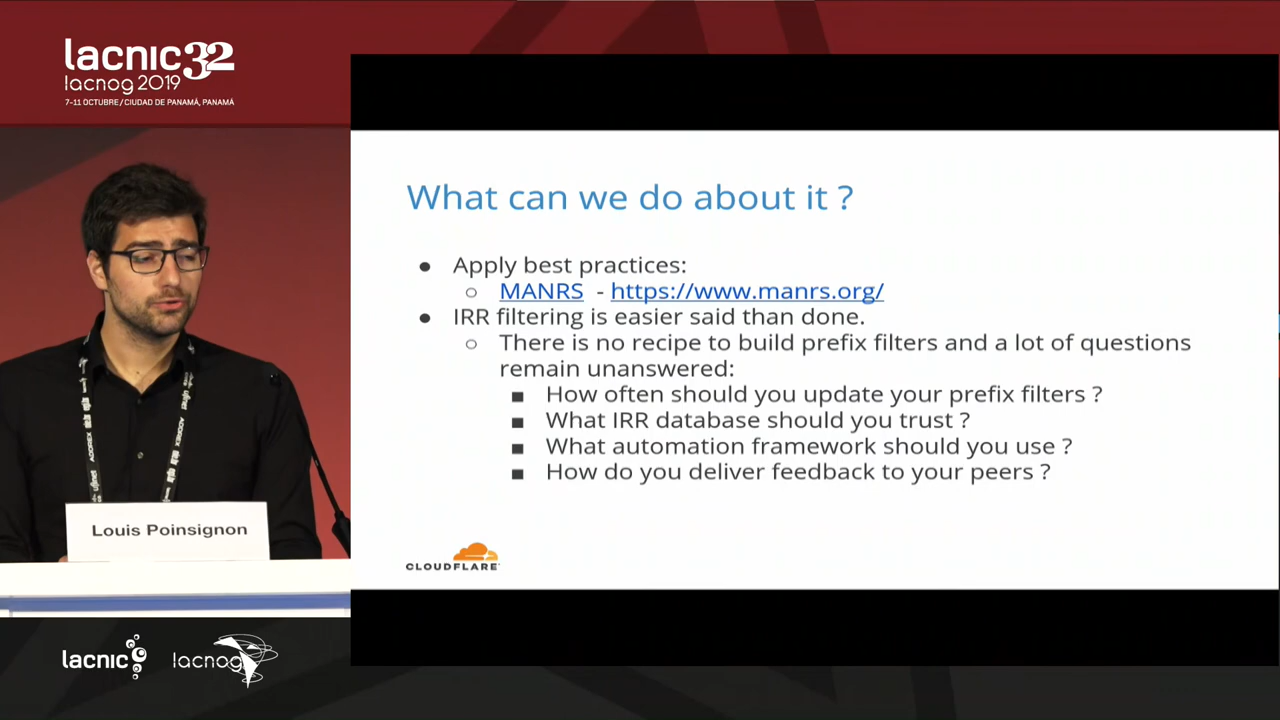 lacnic32
lacnog 2019
7-11 OCTUBRE / CIUDAD DE PANAMÁ, PANAMÁ
What can we do about it ?
● Apply best practices:
○ MANRS - https://www.manrs.org/
● IRR filtering is easier said than done.
○ There is no recipe to build prefix filters and a lot of questions
remain unanswered:
■ How often should you update your prefix filters ?
■ What IRR database should you trust ?
■ What automation framework should you use ?
■ How do you deliver feedback to your peers ?
CLOUDFLARE
Louis Poinsignon
lacnic
lacnog